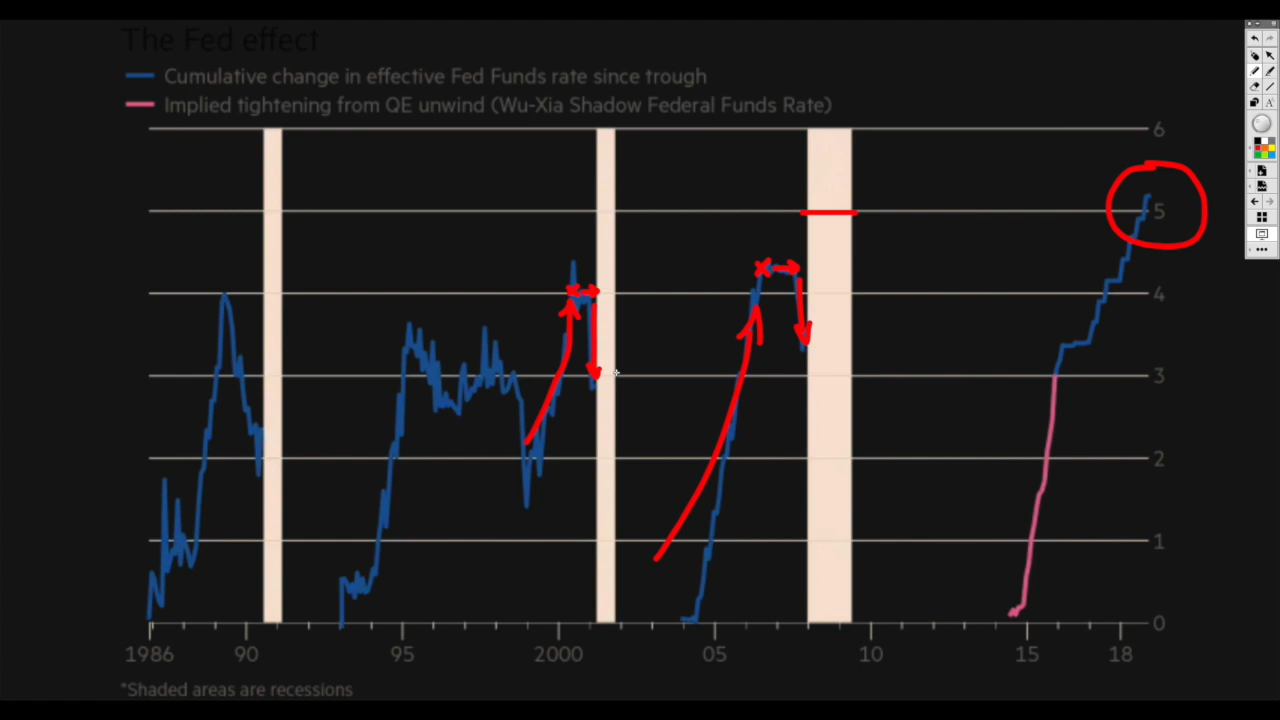 The Fed effect
Cumulative change in effective Fed Funds rate since trough
Implied tightening from QE unwind (Wu-Xia Shadow Federal Funds Rate)
6
5
4
3
2
1
0
1986 90 95 2000 05 10 15 18
*Shaded areas are recessions